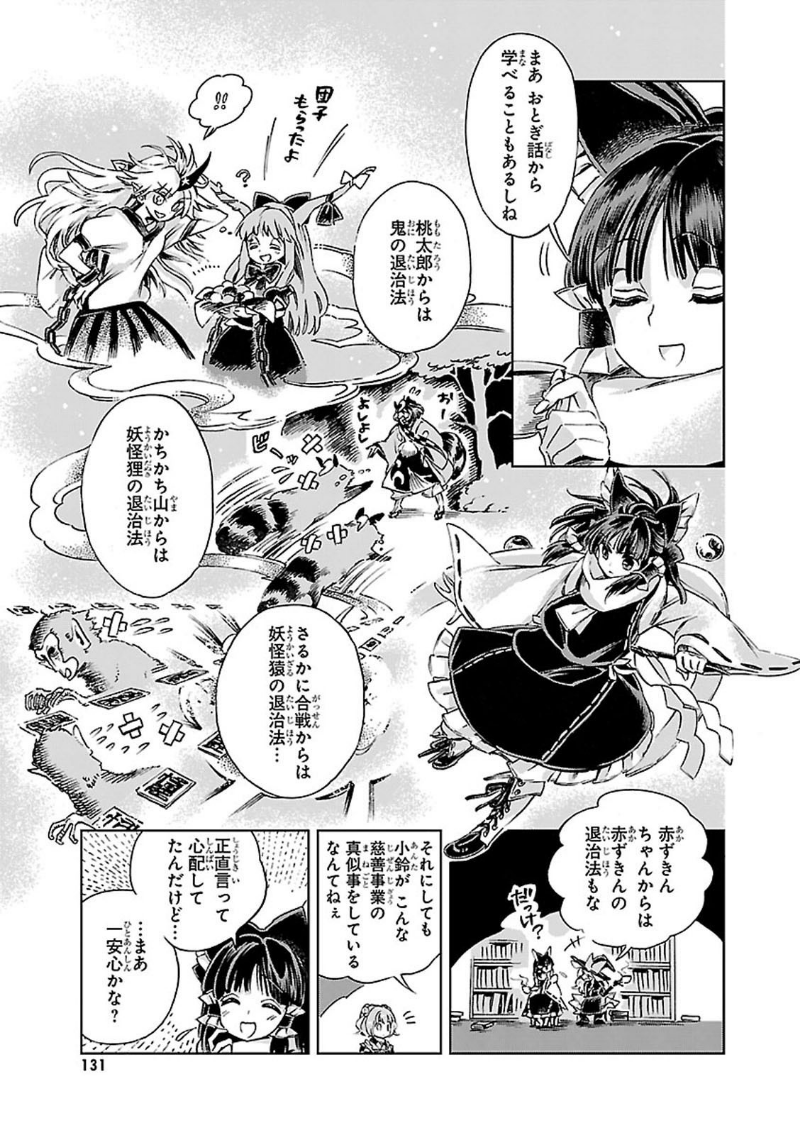 まあ おとぎ話から
学べることもあるしね
桃太郎からは
鬼の退治法
団子
もらったよ
!!
?
おー
よしよし
ビーッ
かちかち山からは
妖怪狸の退治法
さるかに合戦からは
妖怪猿の退治法…
赤ずきん
ちゃんからは
赤ずきんの
退治法もな
だっけ?
それにしても
小鈴が こんな
慈善事業の
真似事をしている
なんてねぇ
正直言って
心配して
たんだけど…
…まあ
一安心かな?
131